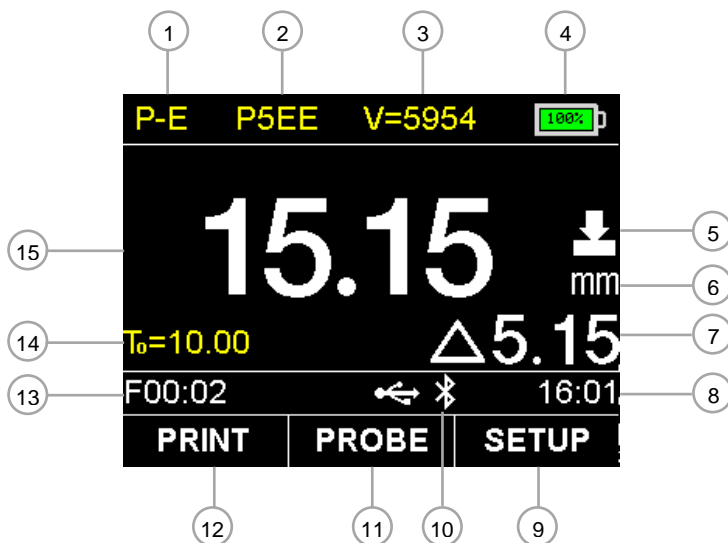 1 2 3 4
P-E P5EE V=5954 100%
15.15
5
15
mm 6
T₀=10.00 △5.15 7
14
13 F00:02 16:01 8
PRINT PROBE SETUP
12 11 10 9